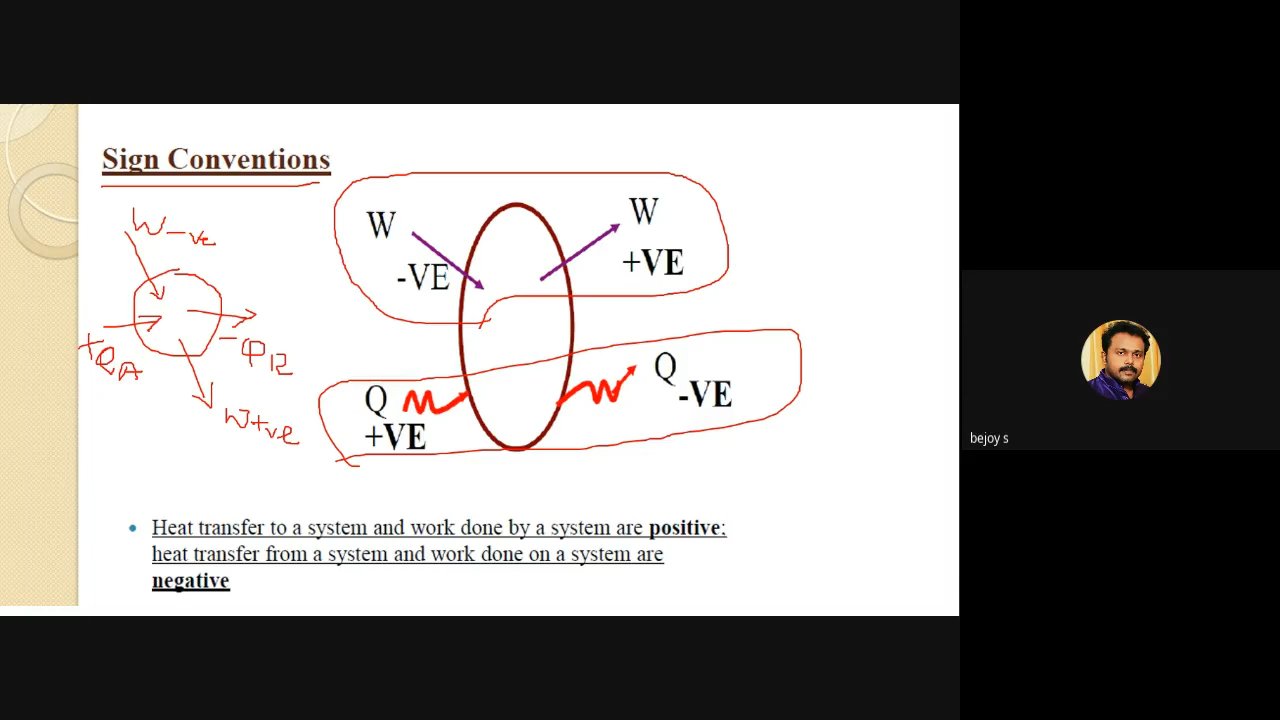 Sign Conventions
W -ve
+QA
-QR
W+ve
W
-VE
W
+VE
Q
+VE
Q
-VE
Heat transfer to a system and work done by a system are positive;
heat transfer from a system and work done on a system are
negative
bejoy s